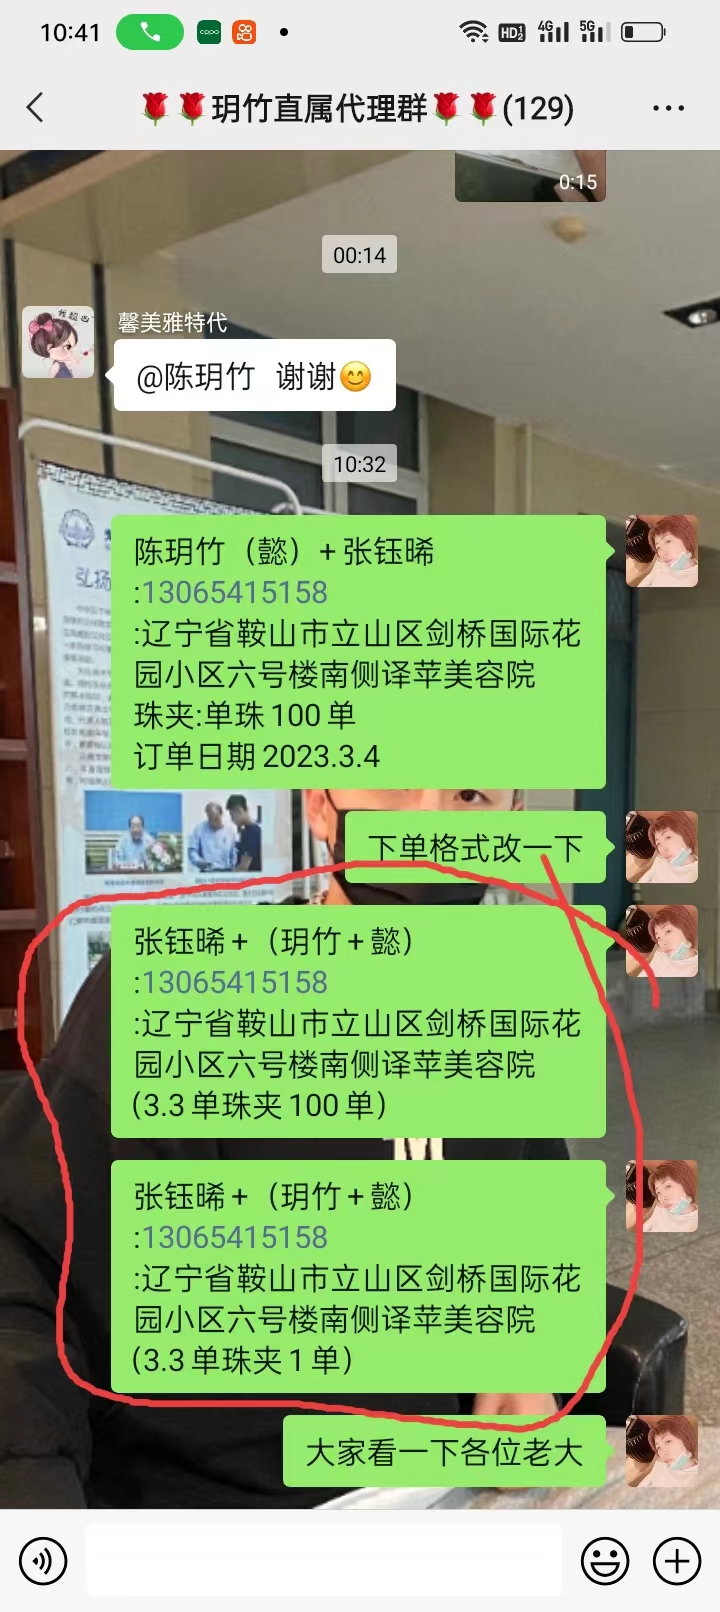 10:41
HD
4G
5G
🌹🌹玥竹直属代理群🌹🌹(129)
0:15
00:14
馨美雅特代
@陈玥竹 谢谢😊
10:32
陈玥竹（懿）+张钰晞
:13065415158
:辽宁省鞍山市立山区剑桥国际花
园小区六号楼南侧译苹美容院
珠夹:单珠100单
订单日期2023.3.4
下单格式改一下
张钰晞+（玥竹+懿）
:13065415158
:辽宁省鞍山市立山区剑桥国际花
园小区六号楼南侧译苹美容院
(3.3单珠夹100单)
张钰晞+（玥竹+懿）
:13065415158
:辽宁省鞍山市立山区剑桥国际花
园小区六号楼南侧译苹美容院
(3.3单珠夹1单)
大家看一下各位老大
弘扬